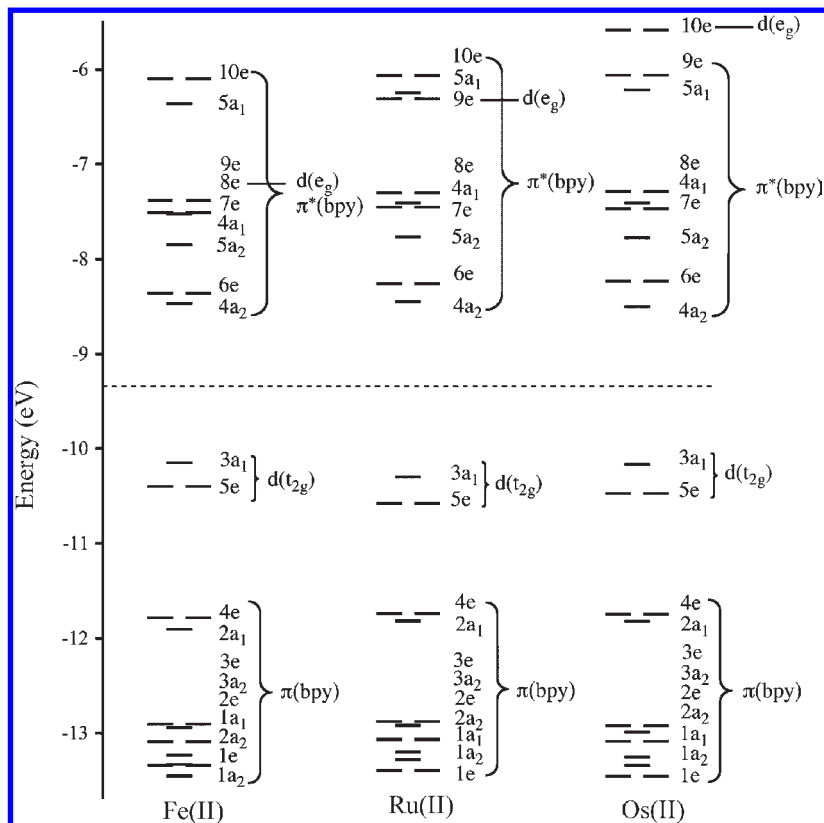 Energy (eV)
-6
-7
-8
-9
-10
-11
-12
-13
10e
5a₁
9e
8e
7e
4a₁
5a₂
6e
4a₂
d(e_g)
π*(bpy)
3a₁
5e
d(t₂g)
4e
2a₁
3e
3a₂
2e
1a₁
2a₂
1e
1a₂
π(bpy)
Fe(II)
10e
5a₁
9e
d(e_g)
8e
4a₁
7e
5a₂
6e
4a₂
π*(bpy)
3a₁
5e
d(t₂g)
4e
2a₁
3e
3a₂
2e
2a₂
1a₁
1a₂
1e
π(bpy)
Ru(II)
10e
d(e_g)
9e
5a₁
8e
4a₁
7e
5a₂
6e
4a₂
π*(bpy)
3a₁
5e
d(t₂g)
4e
2a₁
3e
3a₂
2e
2a₂
1a₁
1a₂
1e
π(bpy)
Os(II)